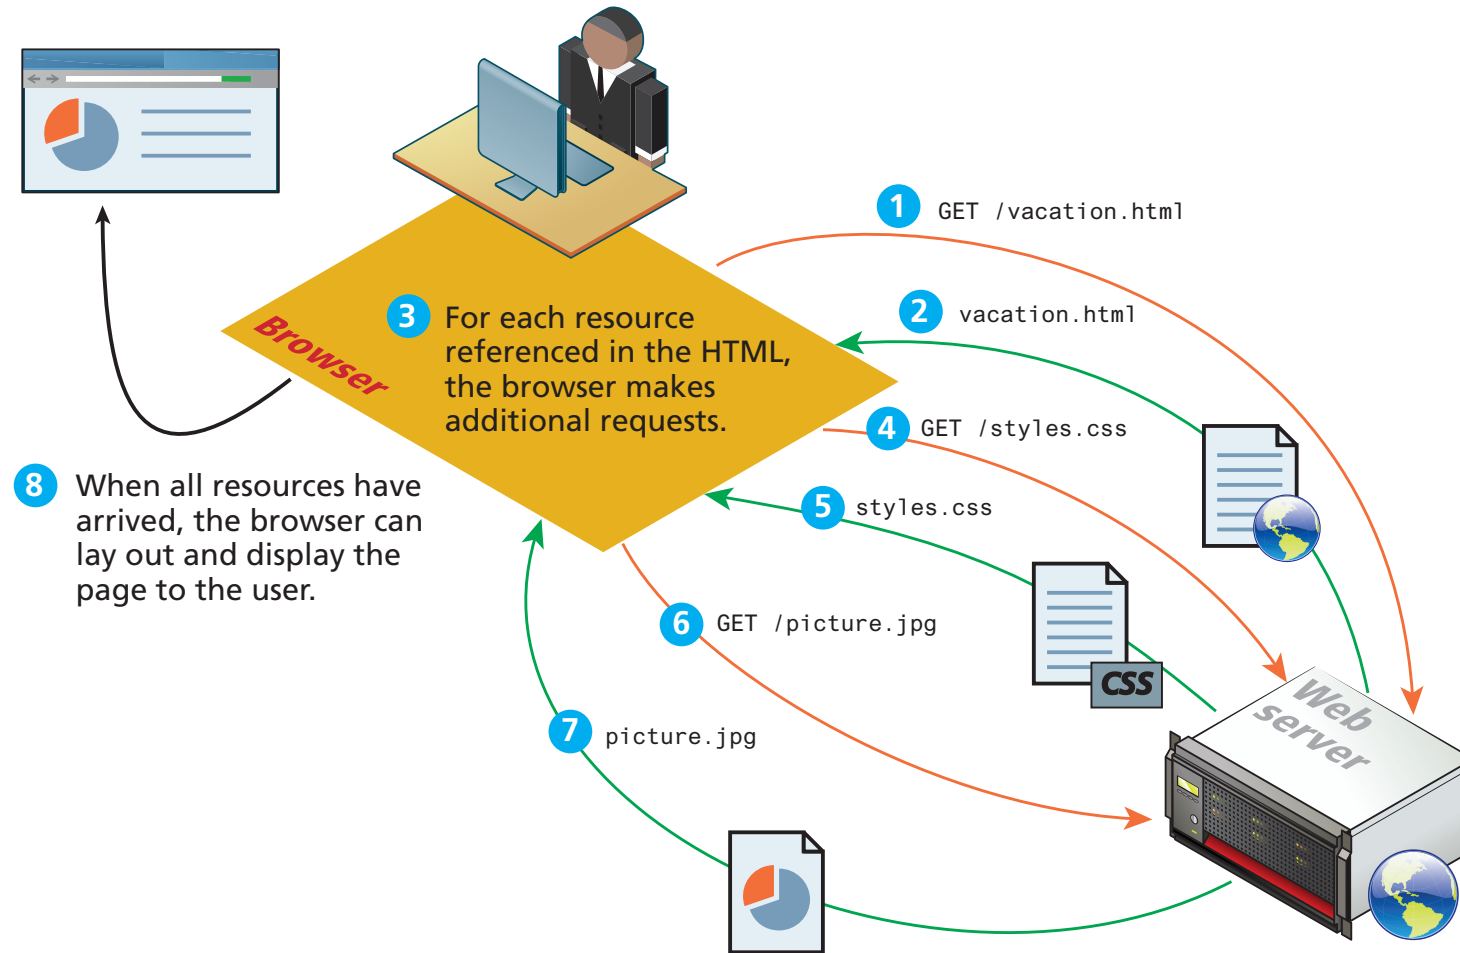 1 GET /vacation.html
2 vacation.html
Browser
3 For each resource
referenced in the HTML,
the browser makes
additional requests.
4 GET /styles.css
5 styles.css
CSS
6 GET /picture.jpg
7 picture.jpg
Web
server
8 When all resources have
arrived, the browser can
lay out and display the
page to the user.